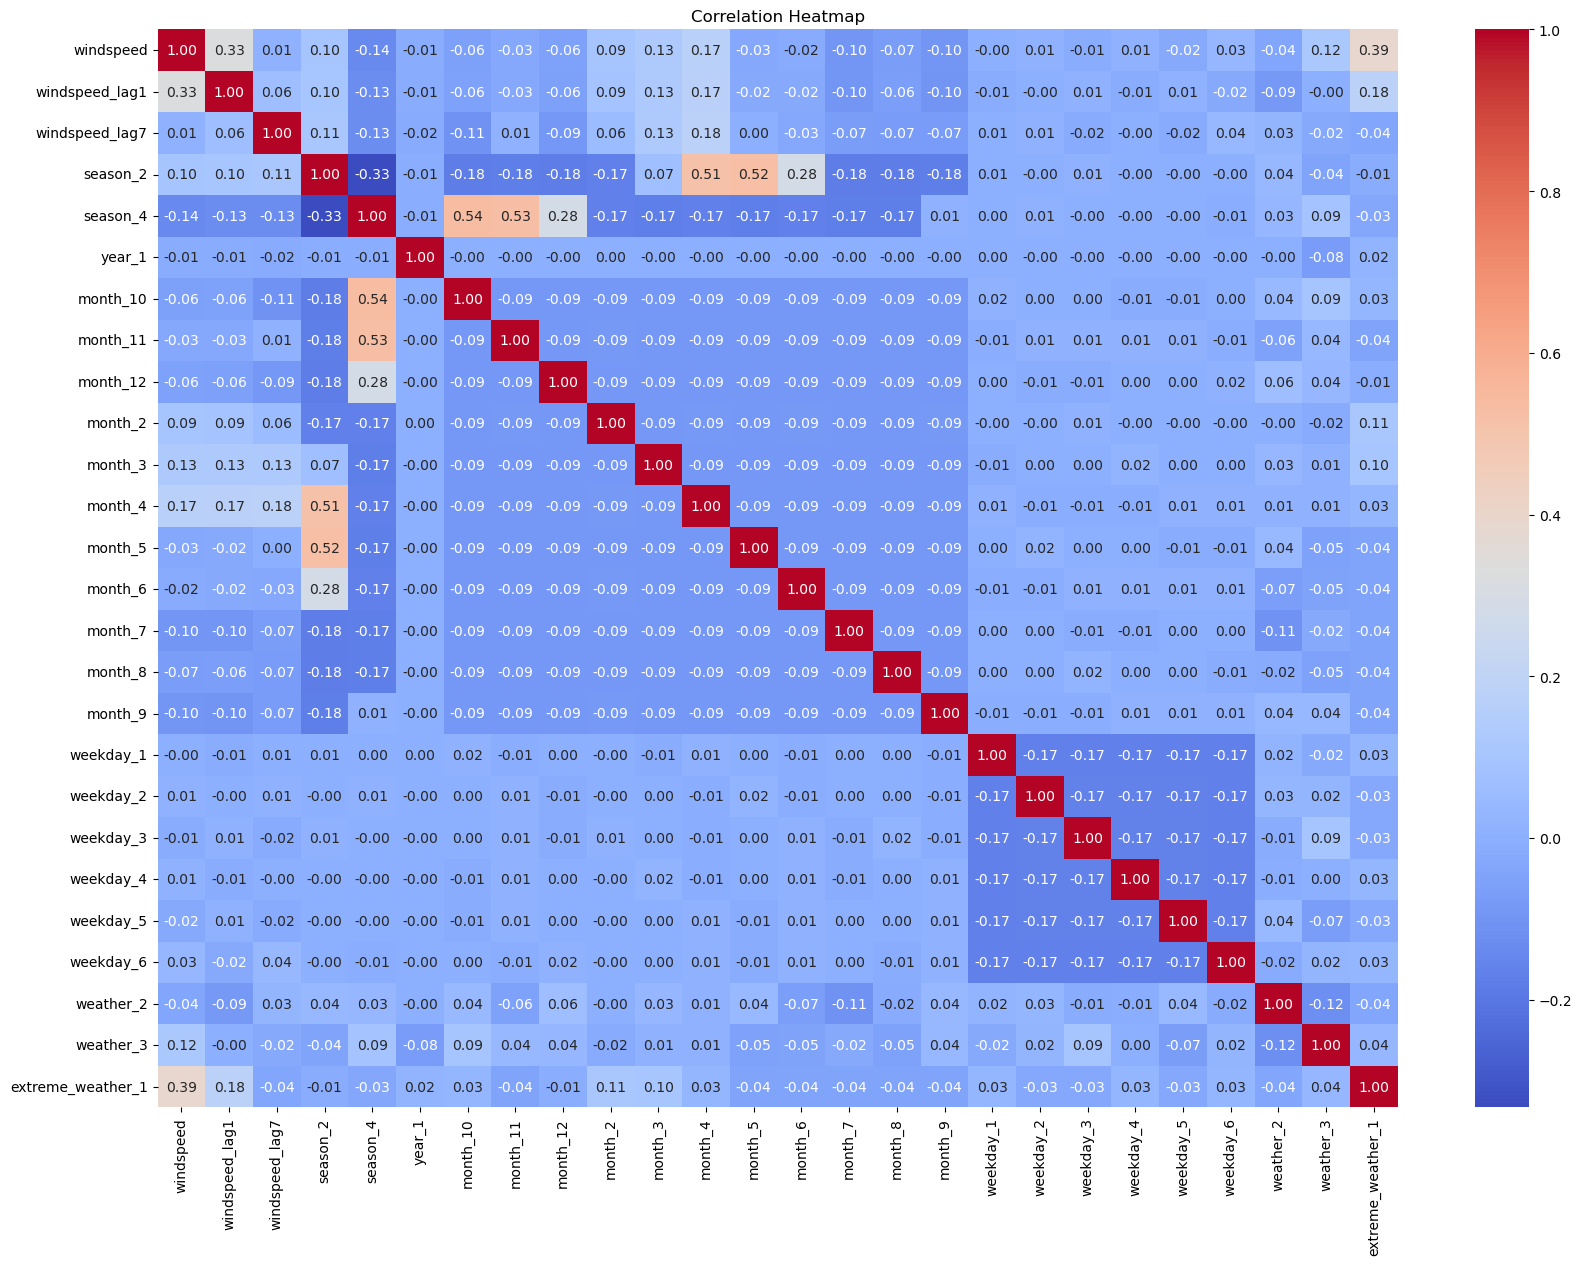 Correlation Heatmap
windspeed 1.00 0.33 0.01 0.10 -0.14 -0.01 -0.06 -0.03 -0.06 0.09 0.13 0.17 -0.03 -0.02 -0.10 -0.07 -0.10 -0.00 0.01 -0.01 0.01 -0.02 0.03 -0.04 0.12 0.39
windspeed_lag1 0.33 1.00 0.06 0.10 -0.13 -0.01 -0.06 -0.03 -0.06 0.09 0.13 0.17 -0.02 -0.02 -0.10 -0.06 -0.10 -0.01 -0.00 0.01 -0.01 0.01 -0.02 -0.09 -0.00 0.18
windspeed_lag7 0.01 0.06 1.00 0.11 -0.13 -0.02 -0.11 0.01 -0.09 0.06 0.13 0.18 0.00 -0.03 -0.07 -0.07 -0.07 0.01 0.01 -0.02 -0.00 -0.02 0.04 0.03 -0.02 -0.04
season_2 0.10 0.10 0.11 1.00 -0.33 -0.01 -0.18 -0.18 -0.18 -0.17 0.07 0.51 0.52 0.28 -0.18 -0.18 -0.18 0.01 -0.00 0.01 -0.00 -0.00 -0.00 0.04 -0.04 -0.01
season_4 -0.14 -0.13 -0.13 -0.33 1.00 -0.01 0.54 0.53 0.28 -0.17 -0.17 -0.17 -0.17 -0.17 -0.17 -0.17 0.01 0.00 0.01 -0.00 -0.00 -0.00 -0.01 0.03 0.09 -0.03
year_1 -0.01 -0.01 -0.02 -0.01 -0.01 1.00 -0.00 -0.00 -0.00 0.00 -0.00 -0.00 -0.00 -0.00 -0.00 -0.00 -0.00 0.00 -0.00 -0.00 -0.00 -0.00 -0.00 -0.00 -0.08 0.02
month_10 -0.06 -0.06 -0.11 -0.18 0.54 -0.00 1.00 -0.09 -0.09 -0.09 -0.09 -0.09 -0.09 -0.09 -0.09 -0.09 -0.09 0.02 0.00 0.00 -0.01 -0.01 0.00 0.04 0.09 0.03
month_11 -0.03 -0.03 0.01 -0.18 0.53 -0.00 -0.09 1.00 -0.09 -0.09 -0.09 -0.09 -0.09 -0.09 -0.09 -0.09 -0.09 -0.01 0.01 0.01 0.01 0.01 -0.01 -0.06 0.04 -0.04
month_12 -0.06 -0.06 -0.09 -0.18 0.28 -0.00 -0.09 -0.09 1.00 -0.09 -0.09 -0.09 -0.09 -0.09 -0.09 -0.09 -0.09 0.00 -0.01 -0.01 0.00 0.00 0.02 0.06 0.04 -0.01
month_2 0.09 0.09 0.06 -0.17 -0.17 0.00 -0.09 -0.09 -0.09 1.00 -0.09 -0.09 -0.09 -0.09 -0.09 -0.09 -0.09 -0.00 -0.00 0.01 -0.00 -0.00 -0.00 -0.00 -0.02 0.11
month_3 0.13 0.13 0.13 0.07 -0.17 -0.00 -0.09 -0.09 -0.09 -0.09 1.00 -0.09 -0.09 -0.09 -0.09 -0.09 -0.09 -0.01 0.00 0.00 0.02 0.00 0.00 0.03 0.01 0.10
month_4 0.17 0.17 0.18 0.51 -0.17 -0.00 -0.09 -0.09 -0.09 -0.09 -0.09 1.00 -0.09 -0.09 -0.09 -0.09 -0.09 0.01 -0.01 -0.01 -0.00 0.01 0.01 0.01 0.01 0.03
month_5 -0.03 -0.02 0.00 0.52 -0.17 -0.00 -0.09 -0.09 -0.09 -0.09 -0.09 -0.09 1.00 -0.09 -0.09 -0.09 -0.09 0.00 0.02 0.00 0.00 -0.01 -0.01 0.04 -0.05 -0.04
month_6 -0.02 -0.02 -0.03 0.28 -0.17 -0.00 -0.09 -0.09 -0.09 -0.09 -0.09 -0.09 -0.09 1.00 -0.09 -0.09 -0.09 -0.01 -0.01 0.01 0.01 0.01 0.01 -0.07 -0.05 -0.04
month_7 -0.10 -0.10 -0.07 -0.18 -0.17 -0.00 -0.09 -0.09 -0.09 -0.09 -0.09 -0.09 -0.09 -0.09 1.00 -0.09 -0.09 0.00 0.00 -0.01 -0.01 0.00 0.00 -0.11 -0.02 -0.04
month_8 -0.07 -0.06 -0.07 -0.18 -0.17 -0.00 -0.09 -0.09 -0.09 -0.09 -0.09 -0.09 -0.09 -0.09 -0.09 1.00 -0.09 0.00 0.00 0.02 0.00 0.00 -0.01 -0.02 -0.05 -0.04
month_9 -0.10 -0.10 -0.07 -0.18 0.01 -0.00 -0.09 -0.09 -0.09 -0.09 -0.09 -0.09 -0.09 -0.09 -0.09 -0.09 1.00 -0.01 -0.01 -0.01 0.01 0.01 0.01 0.04 0.04 -0.04
weekday_1 -0.00 -0.01 0.01 0.01 0.00 0.00 0.02 -0.01 0.00 -0.00 -0.01 0.01 0.00 -0.01 0.00 0.00 -0.01 1.00 -0.17 -0.17 -0.17 -0.17 -0.17 0.02 -0.02 0.03
weekday_2 0.01 -0.00 0.01 -0.00 0.01 -0.00 0.00 0.01 -0.01 -0.00 0.00 -0.01 0.02 -0.01 0.00 0.00 -0.01 -0.17 1.00 -0.17 -0.17 -0.17 -0.17 0.03 0.02 -0.03
weekday_3 -0.01 0.01 -0.02 0.01 -0.00 -0.00 0.00 0.01 -0.01 0.01 0.00 -0.01 0.00 0.01 -0.01 0.02 -0.01 -0.17 -0.17 1.00 -0.17 -0.17 -0.17 -0.01 0.09 -0.03
weekday_4 0.01 -0.01 -0.00 -0.00 -0.00 -0.00 -0.01 0.01 0.00 -0.00 0.02 -0.00 0.00 0.01 -0.01 0.00 0.01 -0.17 -0.17 -0.17 1.00 -0.17 -0.17 -0.01 0.00 0.03
weekday_5 -0.02 0.01 -0.02 -0.00 -0.00 -0.00 -0.01 0.01 0.00 -0.00 0.00 0.01 -0.01 0.01 0.00 0.00 0.01 -0.17 -0.17 -0.17 -0.17 1.00 -0.17 0.04 -0.07 -0.03
weekday_6 0.03 -0.02 0.04 -0.00 -0.01 -0.00 0.00 -0.01 0.02 -0.00 0.00 0.01 -0.01 0.01 0.00 -0.01 0.01 -0.17 -0.17 -0.17 -0.17 -0.17 1.00 -0.02 0.02 0.03
weather_2 -0.04 -0.09 0.03 0.04 0.03 -0.00 0.04 -0.06 0.06 -0.00 0.03 0.01 0.04 -0.07 -0.11 -0.02 0.04 0.02 0.03 -0.01 -0.01 0.04 -0.02 1.00 -0.12 -0.04
weather_3 0.12 -0.00 -0.02 -0.04 0.09 -0.08 0.09 0.04 0.04 -0.02 0.01 0.01 -0.05 -0.05 -0.02 -0.05 0.04 -0.02 0.02 0.09 0.00 -0.07 0.02 -0.12 1.00 0.04
extreme_weather_1 0.39 0.18 -0.04 -0.01 -0.03 0.02 0.03 -0.04 -0.01 0.11 0.10 0.03 -0.04 -0.04 -0.04 -0.04 -0.04 0.03 -0.03 -0.03 0.03 -0.03 0.03 -0.04 0.04 1.00
windspeed
windspeed_lag1
windspeed_lag7
season_2
season_4
year_1
month_10
month_11
month_12
month_2
month_3
month_4
month_5
month_6
month_7
month_8
month_9
weekday_1
weekday_2
weekday_3
weekday_4
weekday_5
weekday_6
weather_2
weather_3
extreme_weather_1
1.0
0.8
0.6
0.4
0.2
0.0
−0.2